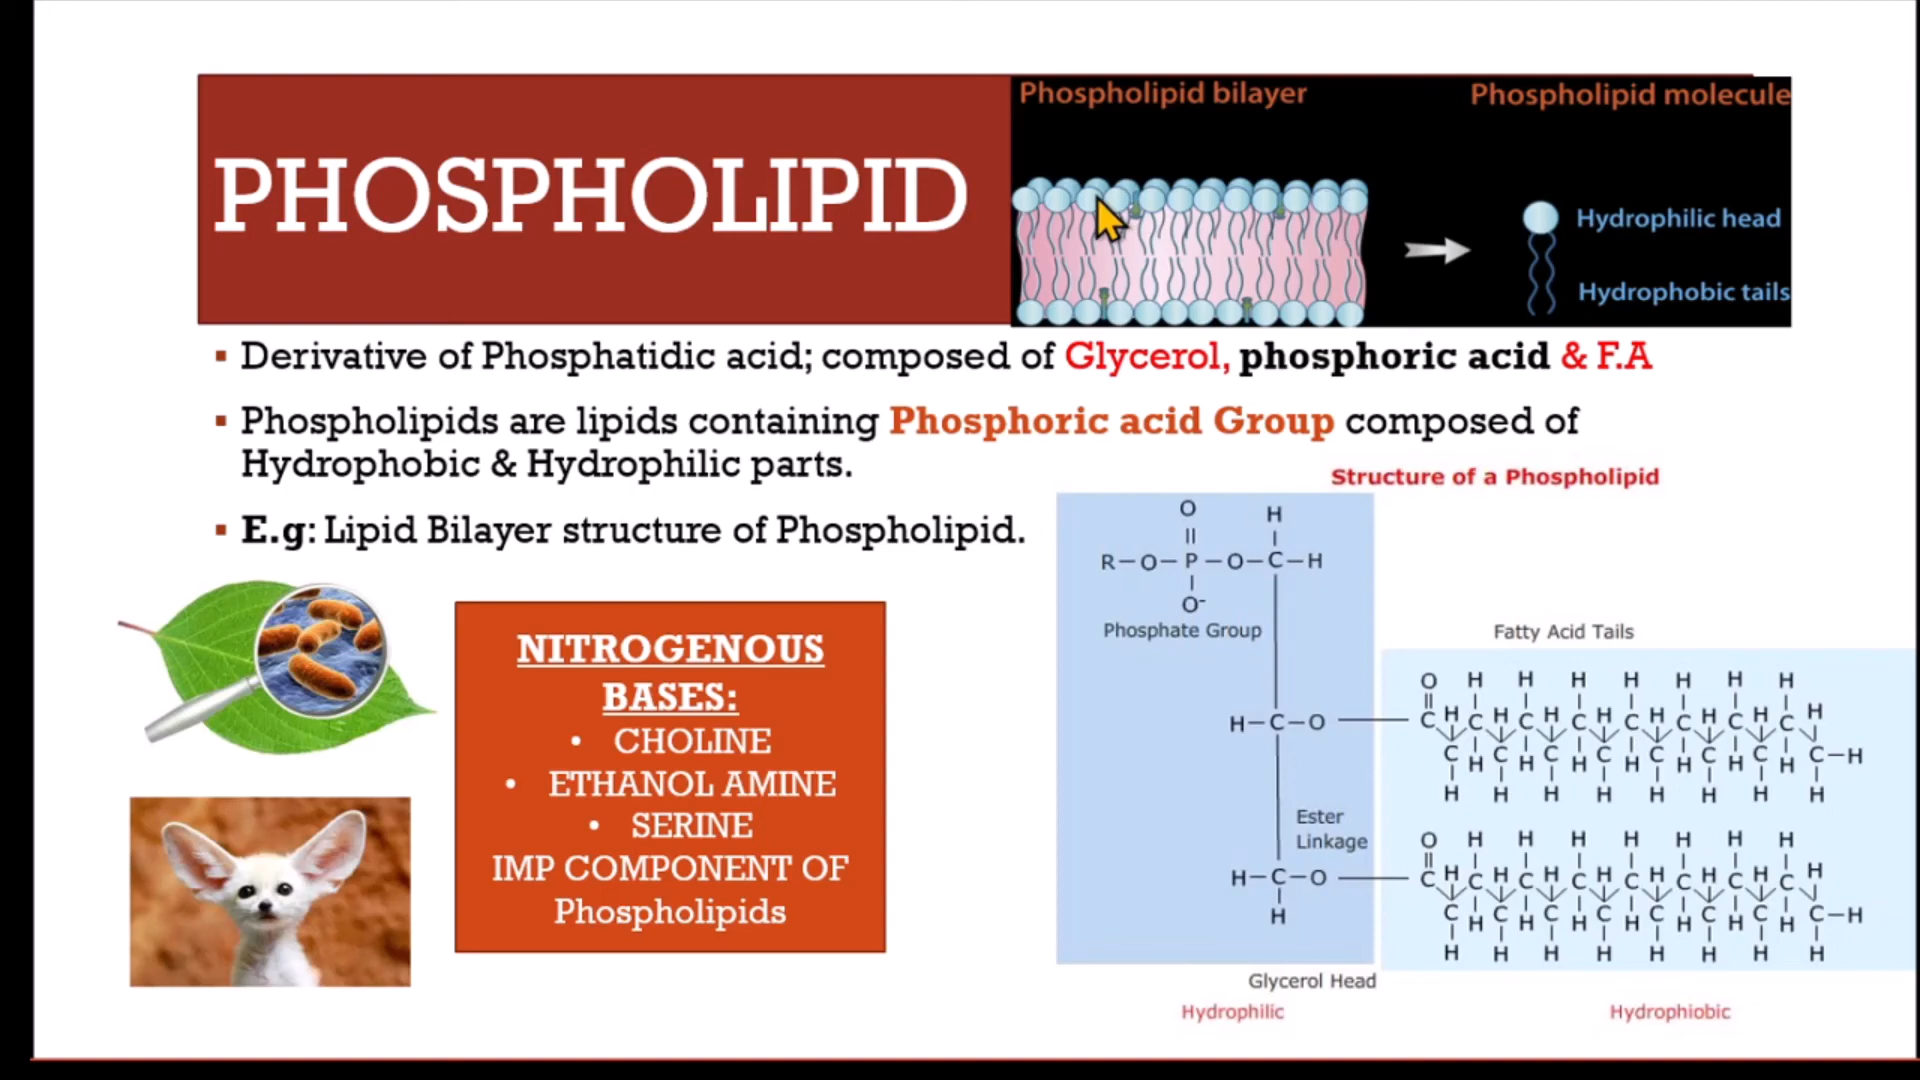 PHOSPHOLIPID
Phospholipid bilayer
Phospholipid molecule
Hydrophilic head
Hydrophobic tails
▪ Derivative of Phosphatidic acid; composed of Glycerol, phosphoric acid & F.A
▪ Phospholipids are lipids containing Phosphoric acid Group composed of
Hydrophobic & Hydrophilic parts.
▪ E.g: Lipid Bilayer structure of Phospholipid.
NITROGENOUS
BASES:
• CHOLINE
• ETHANOL AMINE
• SERINE
IMP COMPONENT OF
Phospholipids
Structure of a Phospholipid
O H
R—O—P—O—C—H
O-
Phosphate Group
Fatty Acid Tails
O H H H H H H H
H—C—O C H C H C H C H C H C H C H C H
C H C H C H C H C H C H C H C—H
H H H H H H H H
Ester
Linkage
O H H H H H H H
H—C—O C H C H C H C H C H C H C H C H
H C H C H C H C H C H C H C H C H C—H
H H H H H H H H
Glycerol Head
Hydrophilic
Hydrophiobic